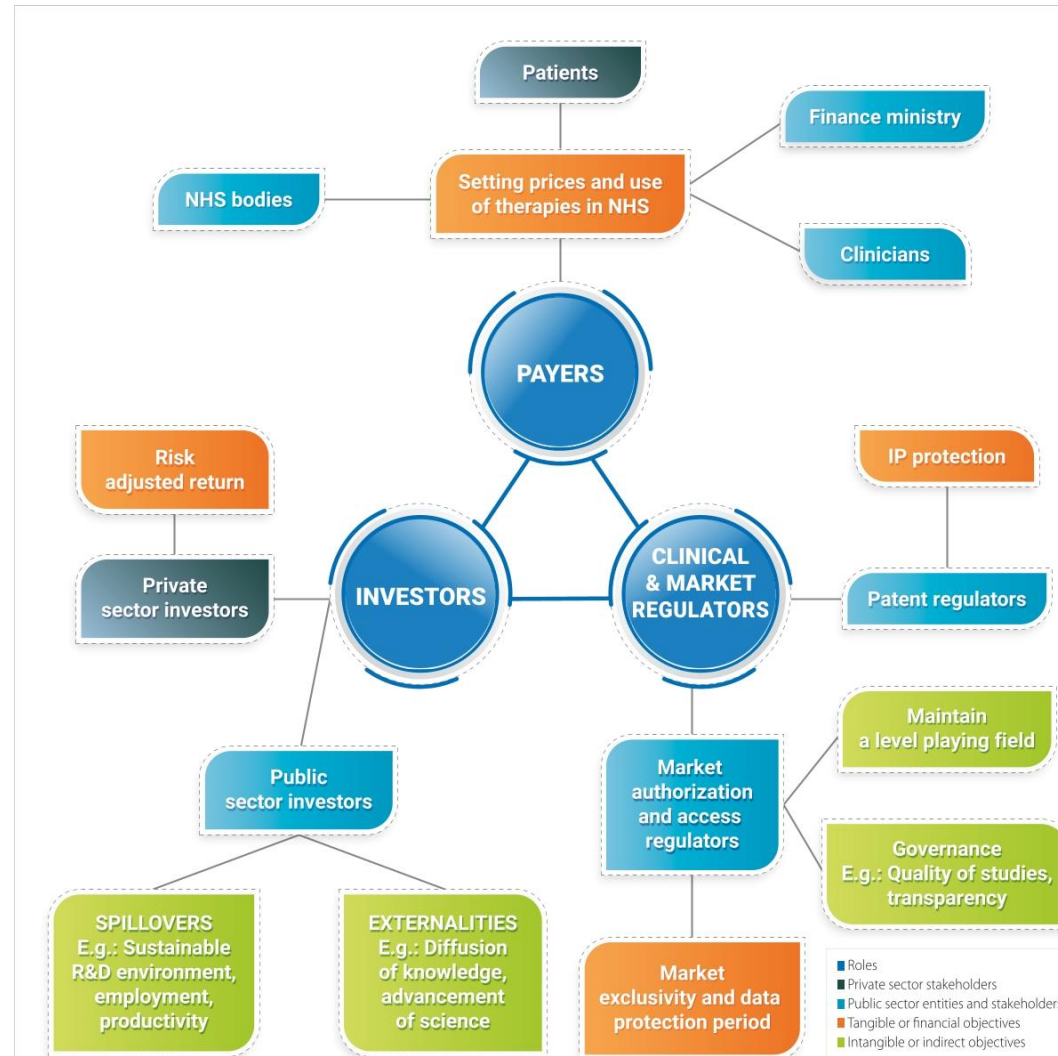 Patients
Finance ministry
Setting prices and use
of therapies in NHS
NHS bodies
Clinicians
PAYERS
Risk
adjusted return
IP protection
Private
sector investors
INVESTORS
CLINICAL
& MARKET
REGULATORS
Patent regulators
Public
sector investors
Market
authorization
and access
regulators
Maintain
a level playing field
Governance
E.g.: Quality of studies,
transparency
SPILLOVERS
E.g.: Sustainable
R&D environment,
employment,
productivity
EXTERNALITIES
E.g.: Diffusion
of knowledge,
advancement
of science
Market
exclusivity and data
protection period
Roles
Private sector stakeholders
Public sector entities and stakeholders
Tangible or financial objectives
Intangible or indirect objectives